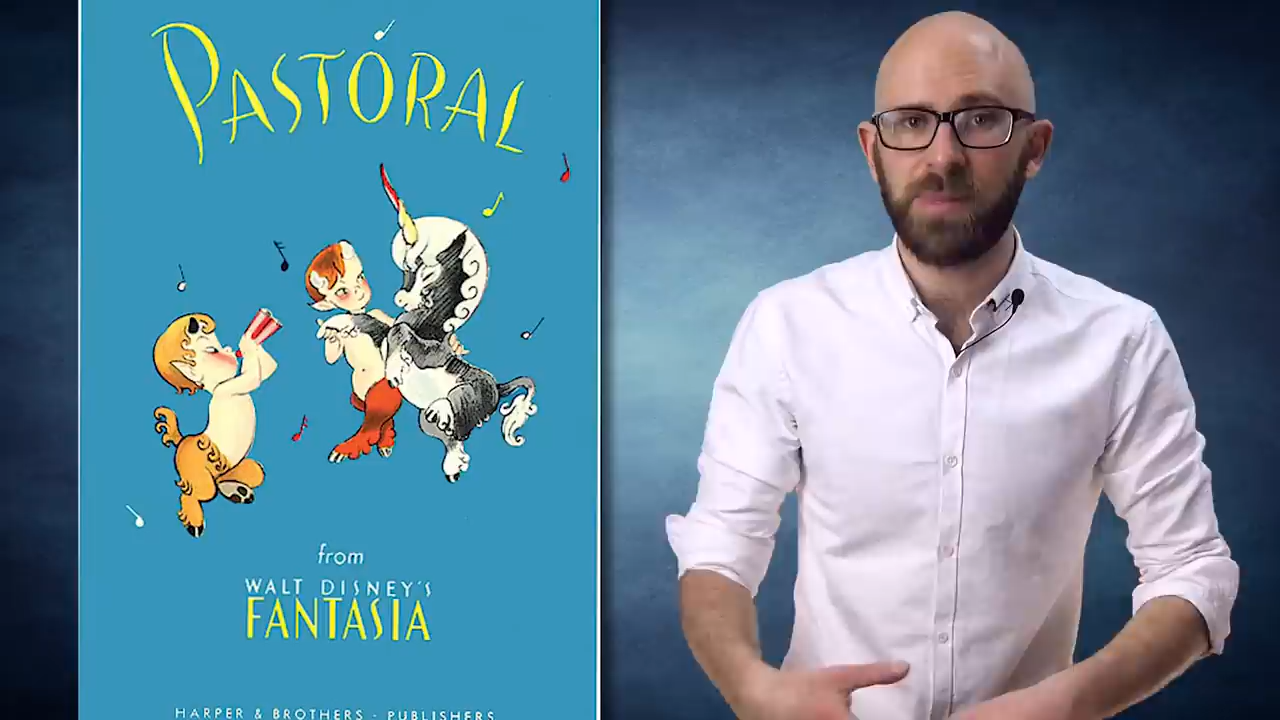 PASTORAL
from
WALT DISNEY'S
FANTASIA
HARPER & BROTHERS · PUBLISHERS